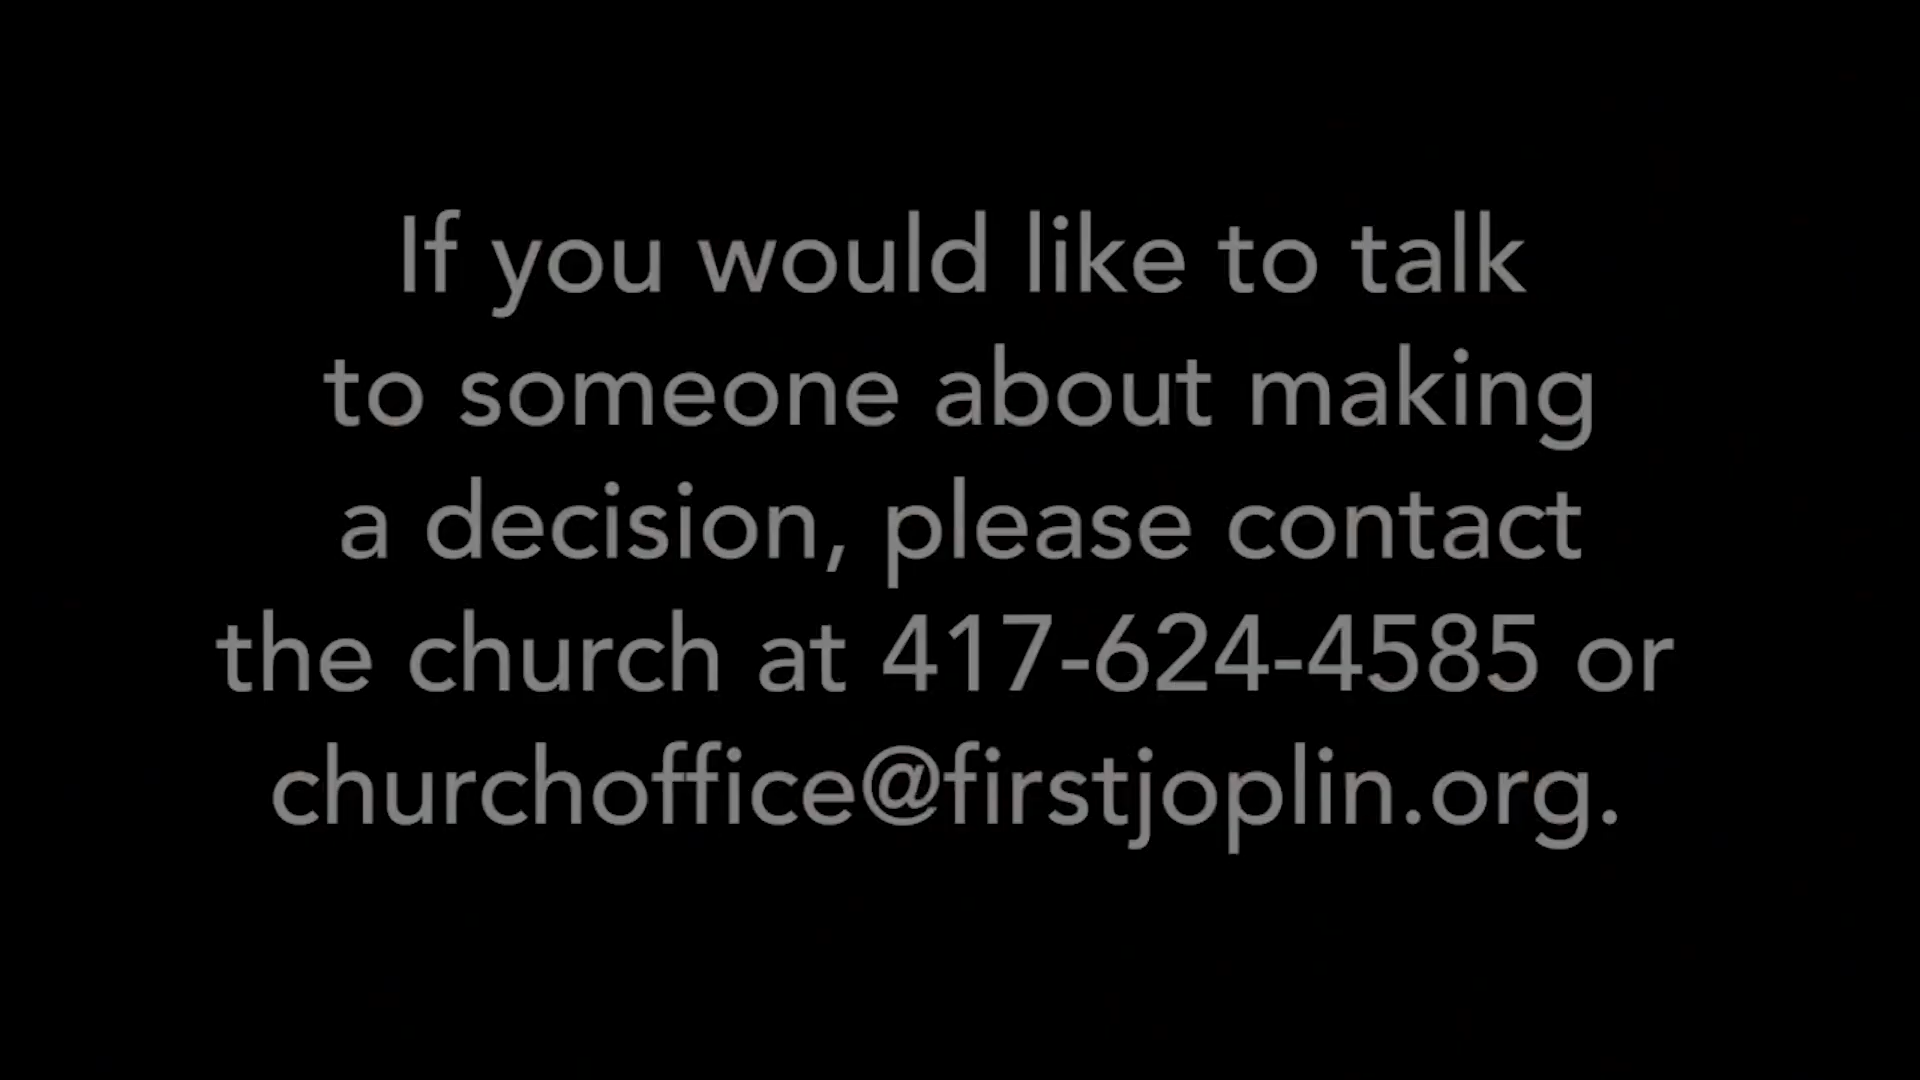 If you would like to talk
to someone about making
a decision, please contact
the church at 417-624-4585 or
churchoffice@firstjoplin.org.